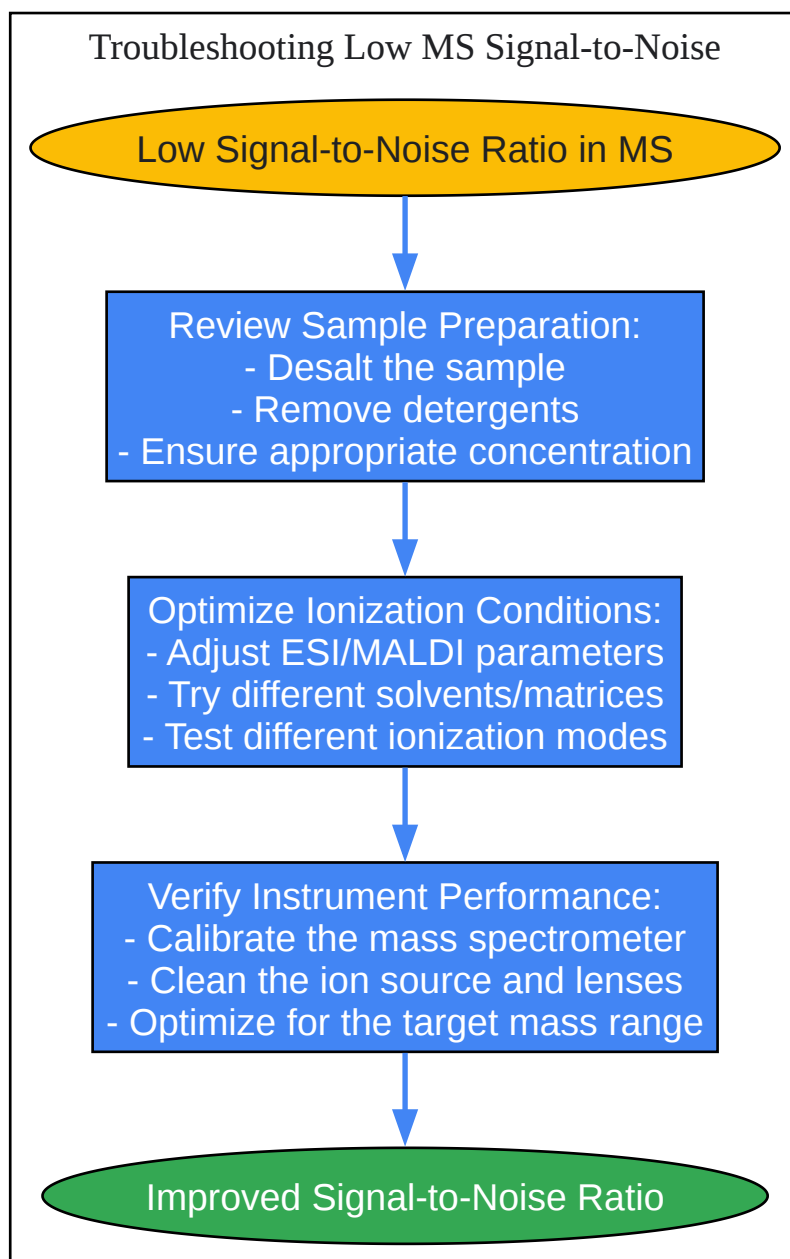 Troubleshooting Low MS Signal-to-Noise
Low Signal-to-Noise Ratio in MS
Review Sample Preparation:
- Desalt the sample
- Remove detergents
- Ensure appropriate concentration
Optimize Ionization Conditions:
- Adjust ESI/MALDI parameters
- Try different solvents/matrices
- Test different ionization modes
Verify Instrument Performance:
- Calibrate the mass spectrometer
- Clean the ion source and lenses
- Optimize for the target mass range
Improved Signal-to-Noise Ratio